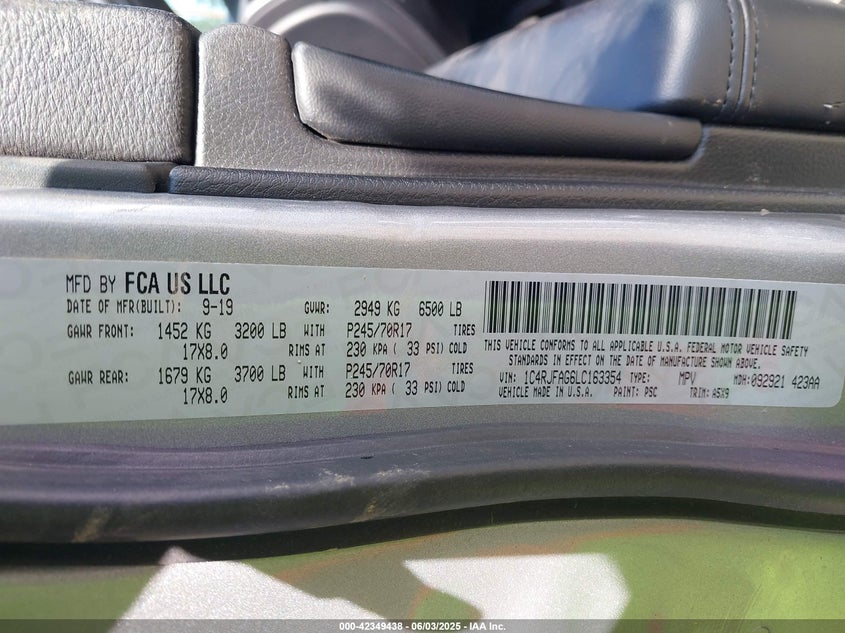 MFD BY FCA US LLC
DATE OF MFR(BUILT): 9-19 GVWR: 2949 KG 6500 LB
GAWR FRONT: 1452 KG 3200 LB WITH P245/70R17 TIRES
17X8.0 RIMS AT 230 KPA ( 33 PSI) COLD
GAWR REAR: 1679 KG 3700 LB WITH P245/70R17 TIRES
17X8.0 RIMS AT 230 KPA ( 33 PSI) COLD
THIS VEHICLE CONFORMS TO ALL APPLICABLE U.S.A. FEDERAL MOTOR VEHICLE SAFETY
STANDARDS IN EFFECT ON THE DATE OF MANUFACTURE SHOWN ABOVE.
VIN: 1C4RJFAG6LC163354 TYPE: MPV MDH: 092921 423AA
VEHICLE MADE IN U.S.A. PAINT: PSC TRIM: A5X9
000-42349438 - 06/03/2025 - IAA Inc.